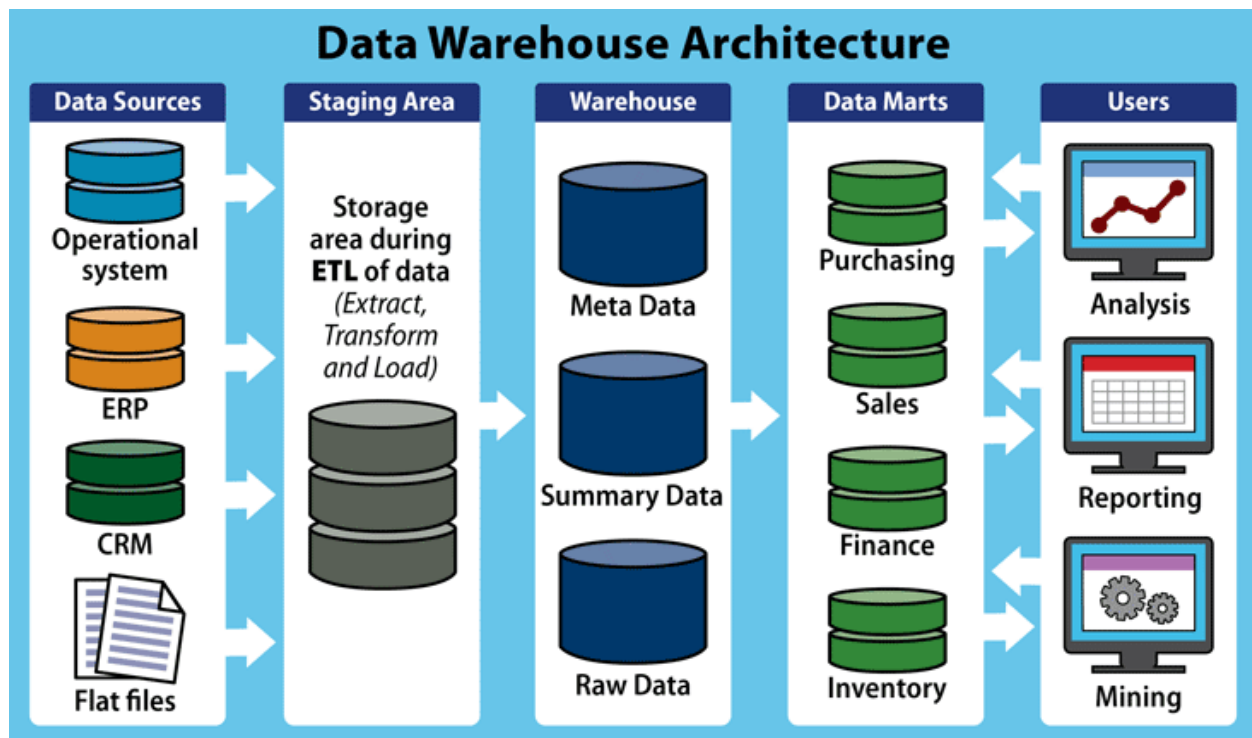 Data Warehouse Architecture
Data Sources
Operational
system
ERP
CRM
Flat files
Staging Area
Storage
area during
ETL of data
(Extract,
Transform
and Load)
Warehouse
Meta Data
Summary Data
Raw Data
Data Marts
Purchasing
Sales
Finance
Inventory
Users
Analysis
Reporting
Mining